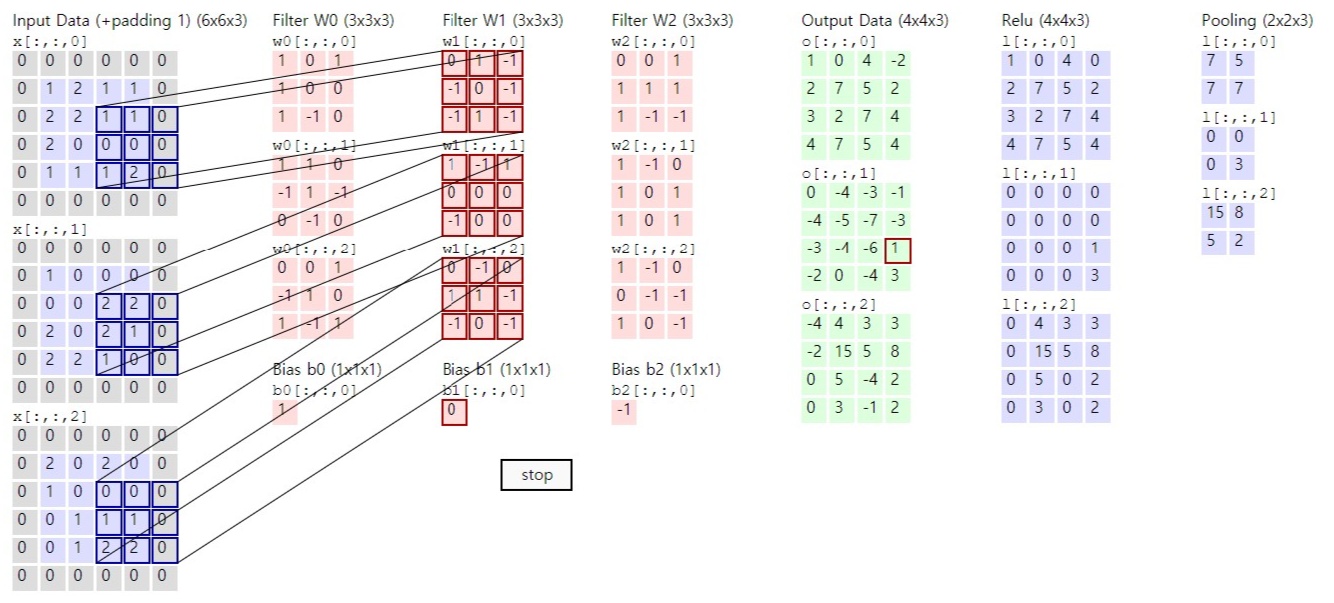 Input Data (+padding 1) (6x6x3)
x[:,:,0]
0 0 0 0 0 0
0 1 2 1 1 0
0 2 2 1 1 0
0 2 0 0 0 0
0 1 1 1 2 0
0 0 0 0 0 0
x[:,:,1]
0 0 0 0 0 0
0 1 0 0 0 0
0 0 0 2 2 0
0 2 0 2 1 0
0 2 2 1 0 0
0 0 0 0 0 0
x[:,:,2]
0 0 0 0 0 0
0 2 0 2 0 0
0 1 0 0 0 0
0 0 1 1 1 0
0 0 1 2 2 0
0 0 0 0 0 0
Filter W0 (3x3x3)
w0[:,:,0]
1 0 1
1 0 0
1 -1 0
w0[:,:,1]
1 1 0
-1 1 -1
0 -1 0
w0[:,:,2]
0 0 1
-1 1 0
1 -1 1
Bias b0 (1x1x1)
b0[:,:,0]
1
Filter W1 (3x3x3)
w1[:,:,0]
0 1 -1
-1 0 -1
-1 1 -1
w1[:,:,1]
1 -1 1
0 0 0
-1 0 0
w1[:,:,2]
0 -1 0
1 1 -1
-1 0 -1
Bias b1 (1x1x1)
b1[:,:,0]
0
Filter W2 (3x3x3)
w2[:,:,0]
0 0 1
1 1 1
1 -1 -1
w2[:,:,1]
1 -1 0
1 0 1
1 0 1
w2[:,:,2]
1 -1 0
0 -1 -1
1 0 -1
Bias b2 (1x1x1)
b2[:,:,0]
-1
stop
Output Data (4x4x3)
o[:,:,0]
1 0 4 -2
2 7 5 2
3 2 7 4
4 7 5 4
o[:,:,1]
0 -4 -3 -1
-4 -5 -7 -3
-3 -4 -6 1
-2 0 -4 3
o[:,:,2]
-4 4 3 3
-2 15 5 8
0 5 -4 2
0 3 -1 2
Relu (4x4x3)
l[:,:,0]
1 0 4 0
2 7 5 2
3 2 7 4
4 7 5 4
l[:,:,1]
0 0 0 0
0 0 0 0
0 0 0 1
0 0 0 3
l[:,:,2]
0 4 3 3
0 15 5 8
0 5 0 2
0 3 0 2
Pooling (2x2x3)
l[:,:,0]
7 5
7 7
l[:,:,1]
0 0
0 3
l[:,:,2]
15 8
5 2